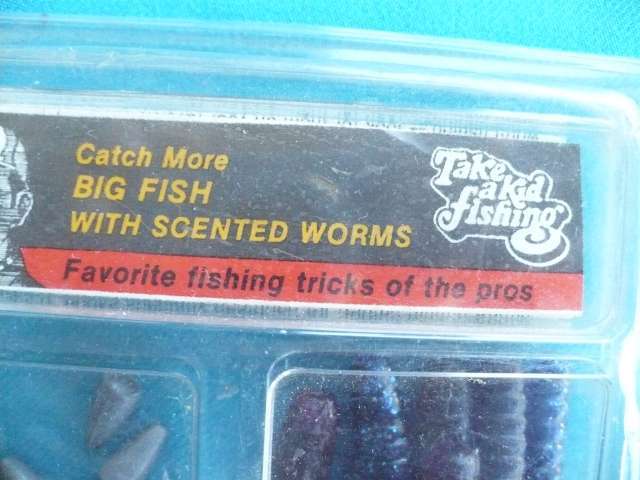 Catch More
BIG FISH
WITH SCENTED WORMS
Take
a kid
fishing
Favorite fishing tricks of the pros